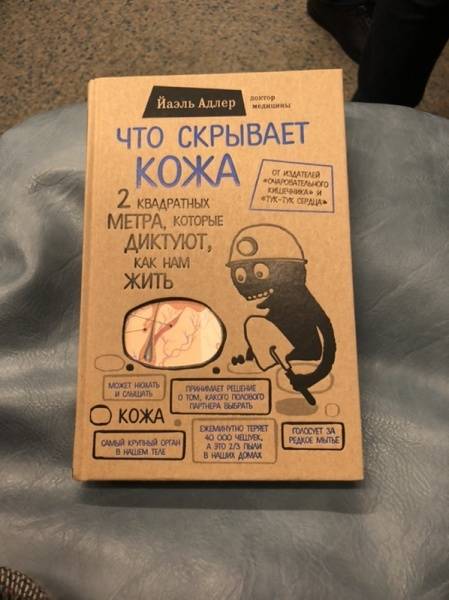 Йаэль Адлер
доктор
медицины
ЧТО СКРЫВАЕТ
КОЖА
2 КВАДРАТНЫХ
МЕТРА, КОТОРЫЕ
ДИКТУЮТ,
КАК НАМ
ЖИТЬ
ОТ ИЗДАТЕЛЕЙ
«ОЧАРОВАТЕЛЬНОГО
КИШЕЧНИКА» И
«ТУК-ТУК СЕРДЦА»
МОЖЕТ НЮХАТЬ
И СЛЫШАТЬ
ПРИНИМАЕТ РЕШЕНИЕ
О ТОМ, КАКОГО ПОЛОВОГО
ПАРТНЕРА ВЫБРАТЬ
КОЖА
САМЫЙ КРУПНЫЙ ОРГАН
В НАШЕМ ТЕЛЕ
ЕЖЕМИНУТНО ТЕРЯЕТ
40 000 ЧЕШУЕК,
А ЭТО 2/3 ПЫЛИ
В НАШИХ ДОМАХ
ГОЛОСУЕТ ЗА
РЕДКОЕ МЫТЬЕ